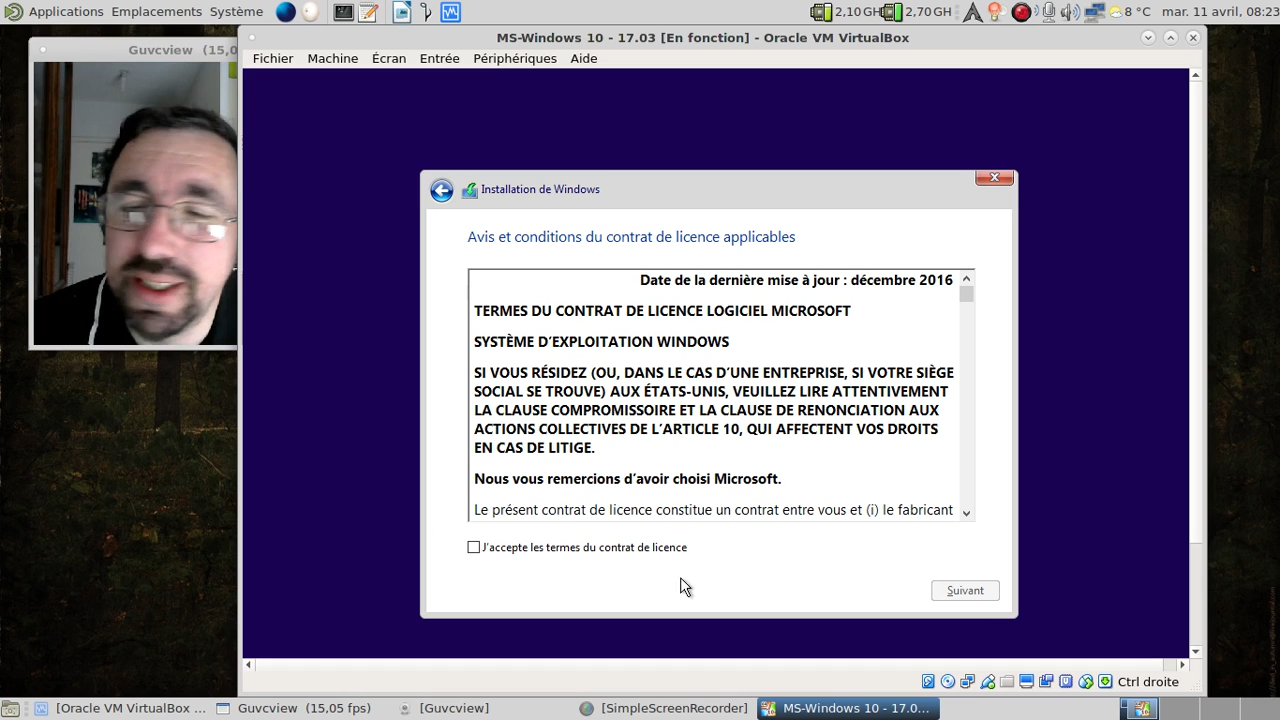 Applications Emplacements Système 2,10 GH 2,70 GH 8 °C mar. 11 avril, 08:23
Guvcview (15,0
MS-Windows 10 - 17.03 [En fonction] - Oracle VM VirtualBox
Fichier Machine Écran Entrée Périphériques Aide
Installation de Windows
Avis et conditions du contrat de licence applicables
Date de la dernière mise à jour : décembre 2016
TERMES DU CONTRAT DE LICENCE LOGICIEL MICROSOFT
SYSTÈME D’EXPLOITATION WINDOWS
SI VOUS RÉSIDEZ (OU, DANS LE CAS D’UNE ENTREPRISE, SI VOTRE SIÈGE
SOCIAL SE TROUVE) AUX ÉTATS-UNIS, VEUILLEZ LIRE ATTENTIVEMENT
LA CLAUSE COMPROMISSOIRE ET LA CLAUSE DE RENONCIATION AUX
ACTIONS COLLECTIVES DE L’ARTICLE 10, QUI AFFECTENT VOS DROITS
EN CAS DE LITIGE.
Nous vous remercions d’avoir choisi Microsoft.
Le présent contrat de licence constitue un contrat entre vous et (i) le fabricant
J'accepte les termes du contrat de licence
Suivant
Ctrl droite
[Oracle VM VirtualBox ... Guvcview (15,05 fps) [Guvcview] [SimpleScreenRecorder] MS-Windows 10 - 17.0...